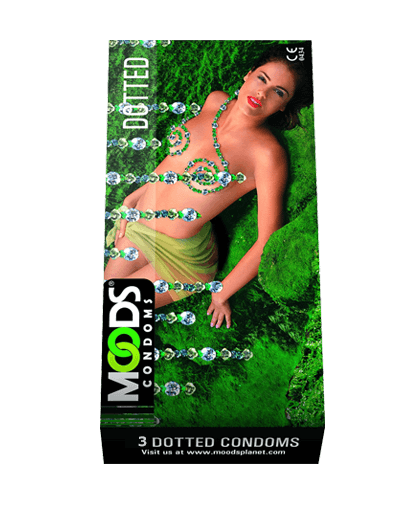 DOTTED
CE
0434
MOODS®
CONDOMS
3 DOTTED CONDOMS
Visit us at www.moodsplanet.com